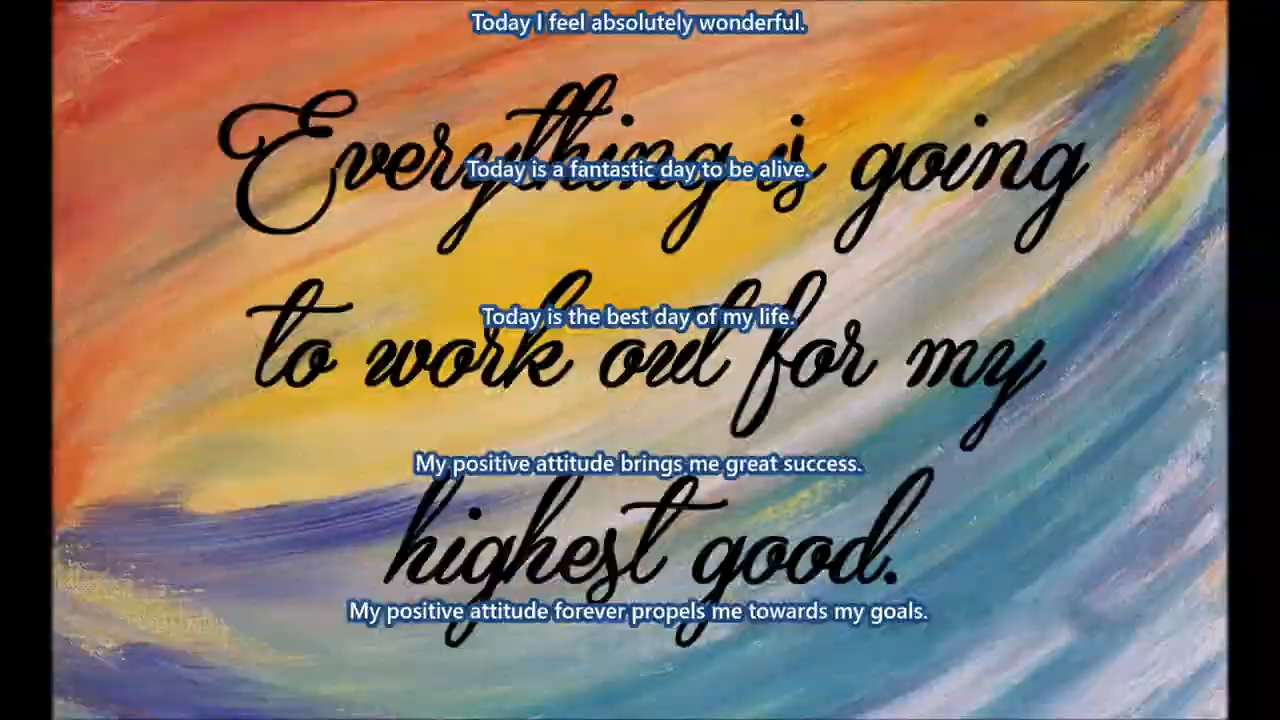 Today I feel absolutely wonderful.
Everything is going
Today is a fantastic day to be alive.
Today is the best day of my life.
to work out for my
My positive attitude brings me great success.
highest good.
My positive attitude forever propels me towards my goals.